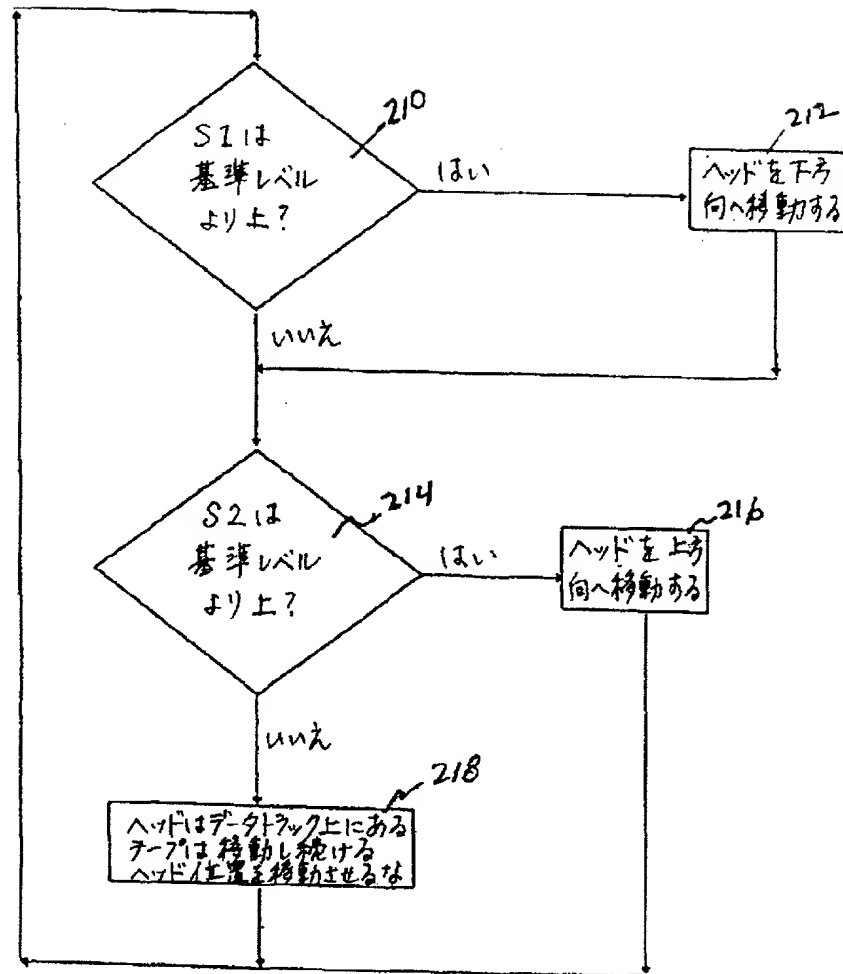 210
S1は
基準レベル
より上?
はい
212
ヘッドを下方
向へ移動する
いいえ
214
S2は
基準レベル
より上?
はい
216
ヘッドを上方
向へ移動する
いいえ
218
ヘッドはデータトラック上にある
テープは移動し続ける
ヘッド位置を移動させるな